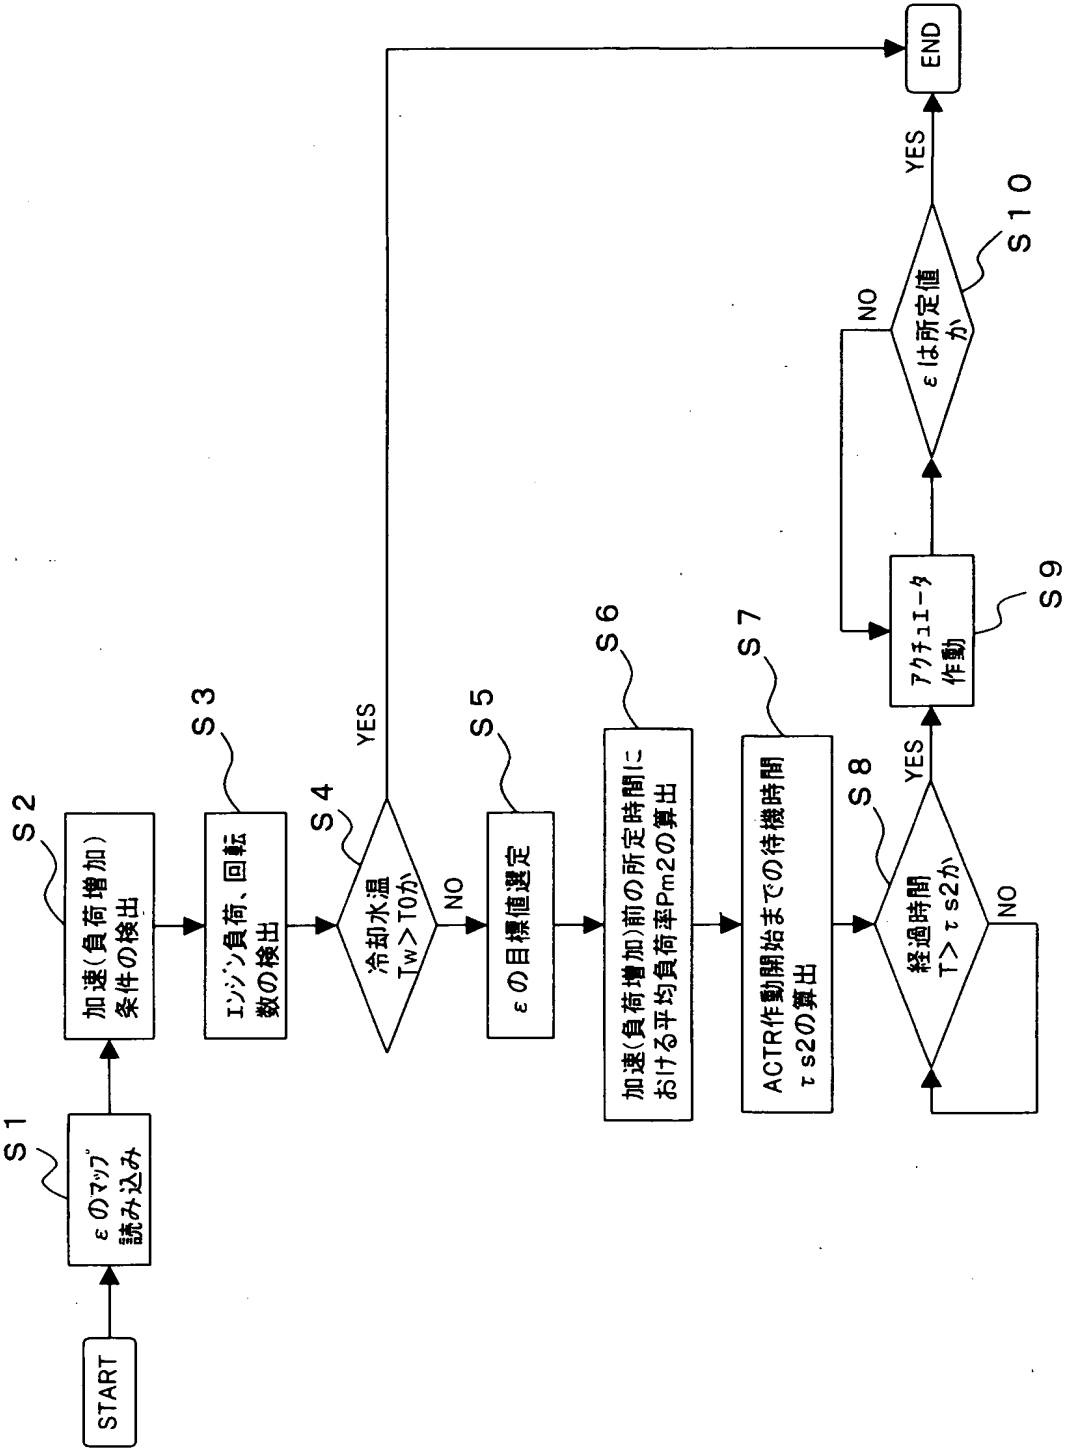 START
S1
εのマップ
読み込み
S2
加速(負荷増加)
条件の検出
S3
エンジン負荷、回転
数の検出
S4
冷却水温
Tw>T0か
YES
NO
S5
εの目標値選定
S6
加速(負荷増加)前の所定時間に
おける平均負荷率Pm2の算出
S7
ACTR作動開始までの待機時間
τs2の算出
S8
経過時間
T>τs2か
YES
NO
S9
アクチュエータ
作動
S10
εは所定値
か
NO
YES
END